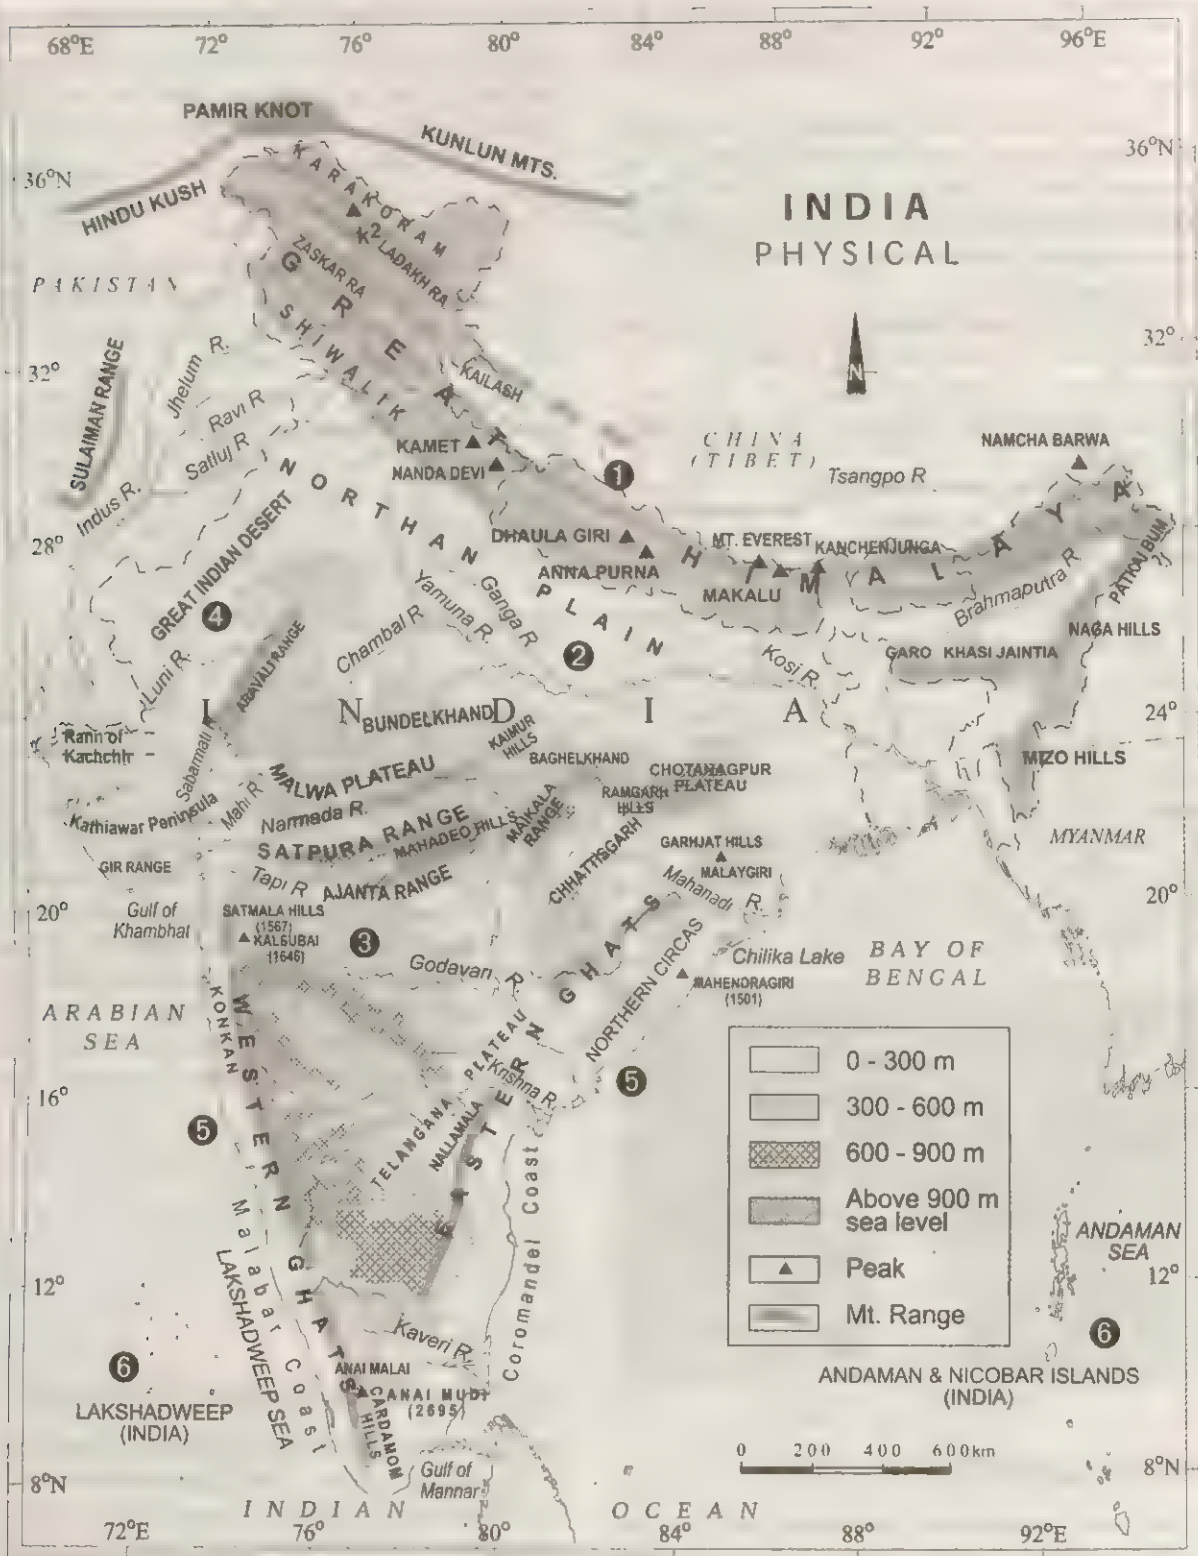 68°E 72° 76° 80° 84° 88° 92° 96°E
PAMIR KNOT
KUNLUN MTS.
HINDU KUSH
36°N
36°N
KARAKORAM
K²
LADAKH RA
ZASKAR RA
INDIA
PHYSICAL
PAKISTAN
GREAT HIMALAYA
SHIWALIK
KAILASH
N
32°
32°
SULAIMAN RANGE
Jhelum R.
Ravi R
Satluj R
Indus R.
KAMET
NANDA DEVI
CHINA
(TIBET)
Tsangpo R
NAMCHA BARWA
1
NORTHAN PLAIN
28°
28°
GREAT INDIAN DESERT
4
DHAULA GIRI
ANNA PURNA
MT. EVEREST
KANCHENJUNGA
MAKALU
Brahmaputra R
PATKAI BUM
NAGA HILLS
Yamuna R.
Ganga R
Chambal R
2
Kosi R.
GARO KHASI JAINTIA
Luni R.
ARAVALI RANGE
INDIA
BUNDELKHAND
24°
24°
Rann of
Kachchh
Sabarmati R
KAIMUR
HILLS
BAGHELKHAND
MIZO HILLS
MALWA PLATEAU
CHOTANAGPUR
PLATEAU
RAMGARH
HILLS
Kathiawar Peninsula
Mahi R.
Narmada R.
SATPURA RANGE
MAHADEO HILLS
MAIKALA
RANGE
CHHATTISGARH
GARHJAT HILLS
MALAYGIRI
MYANMAR
GIR RANGE
Tapi R
AJANTA RANGE
Mahanadi R.
20°
20°
Gulf of
Khambhat
SATMALA HILLS
(1567)
KALSUBAI
(1646)
3
Godavari R.
Chilika Lake
BAY OF
BENGAL
MAHENDRAGIRI
(1501)
NORTHERN CIRCAS
EASTERN GHATS
ARABIAN
SEA
KONKAN
WESTERN GHATS
TELANGANA PLATEAU
Krishna R.
NALLAMALA
5
5
16°
16°
0 - 300 m
300 - 600 m
600 - 900 m
Above 900 m
sea level
Peak
Mt. Range
Malabar Coast
LAKSHADWEEP SEA
Coromandel Coast
ANDAMAN
SEA
12°
12°
Kaveri R.
6
6
ANAI MALAI
ANAI MUDI
(2695)
CARDAMOM
HILLS
LAKSHADWEEP
(INDIA)
ANDAMAN & NICOBAR ISLANDS
(INDIA)
0 200 400 600km
8°N
8°N
Gulf of
Mannar
INDIAN OCEAN
72°E 76° 80° 84° 88° 92°E